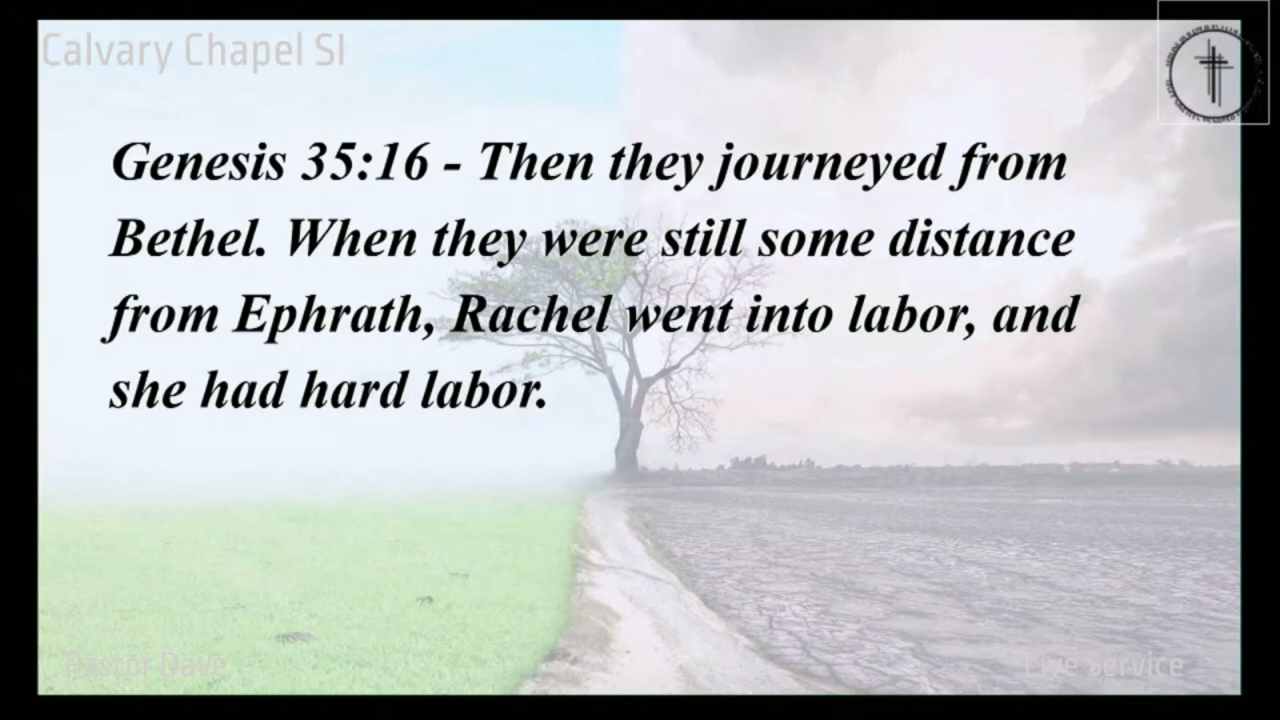 Calvary Chapel SI
Genesis 35:16 - Then they journeyed from
Bethel. When they were still some distance
from Ephrath, Rachel went into labor, and
she had hard labor.
Pastor Dave
Live Service